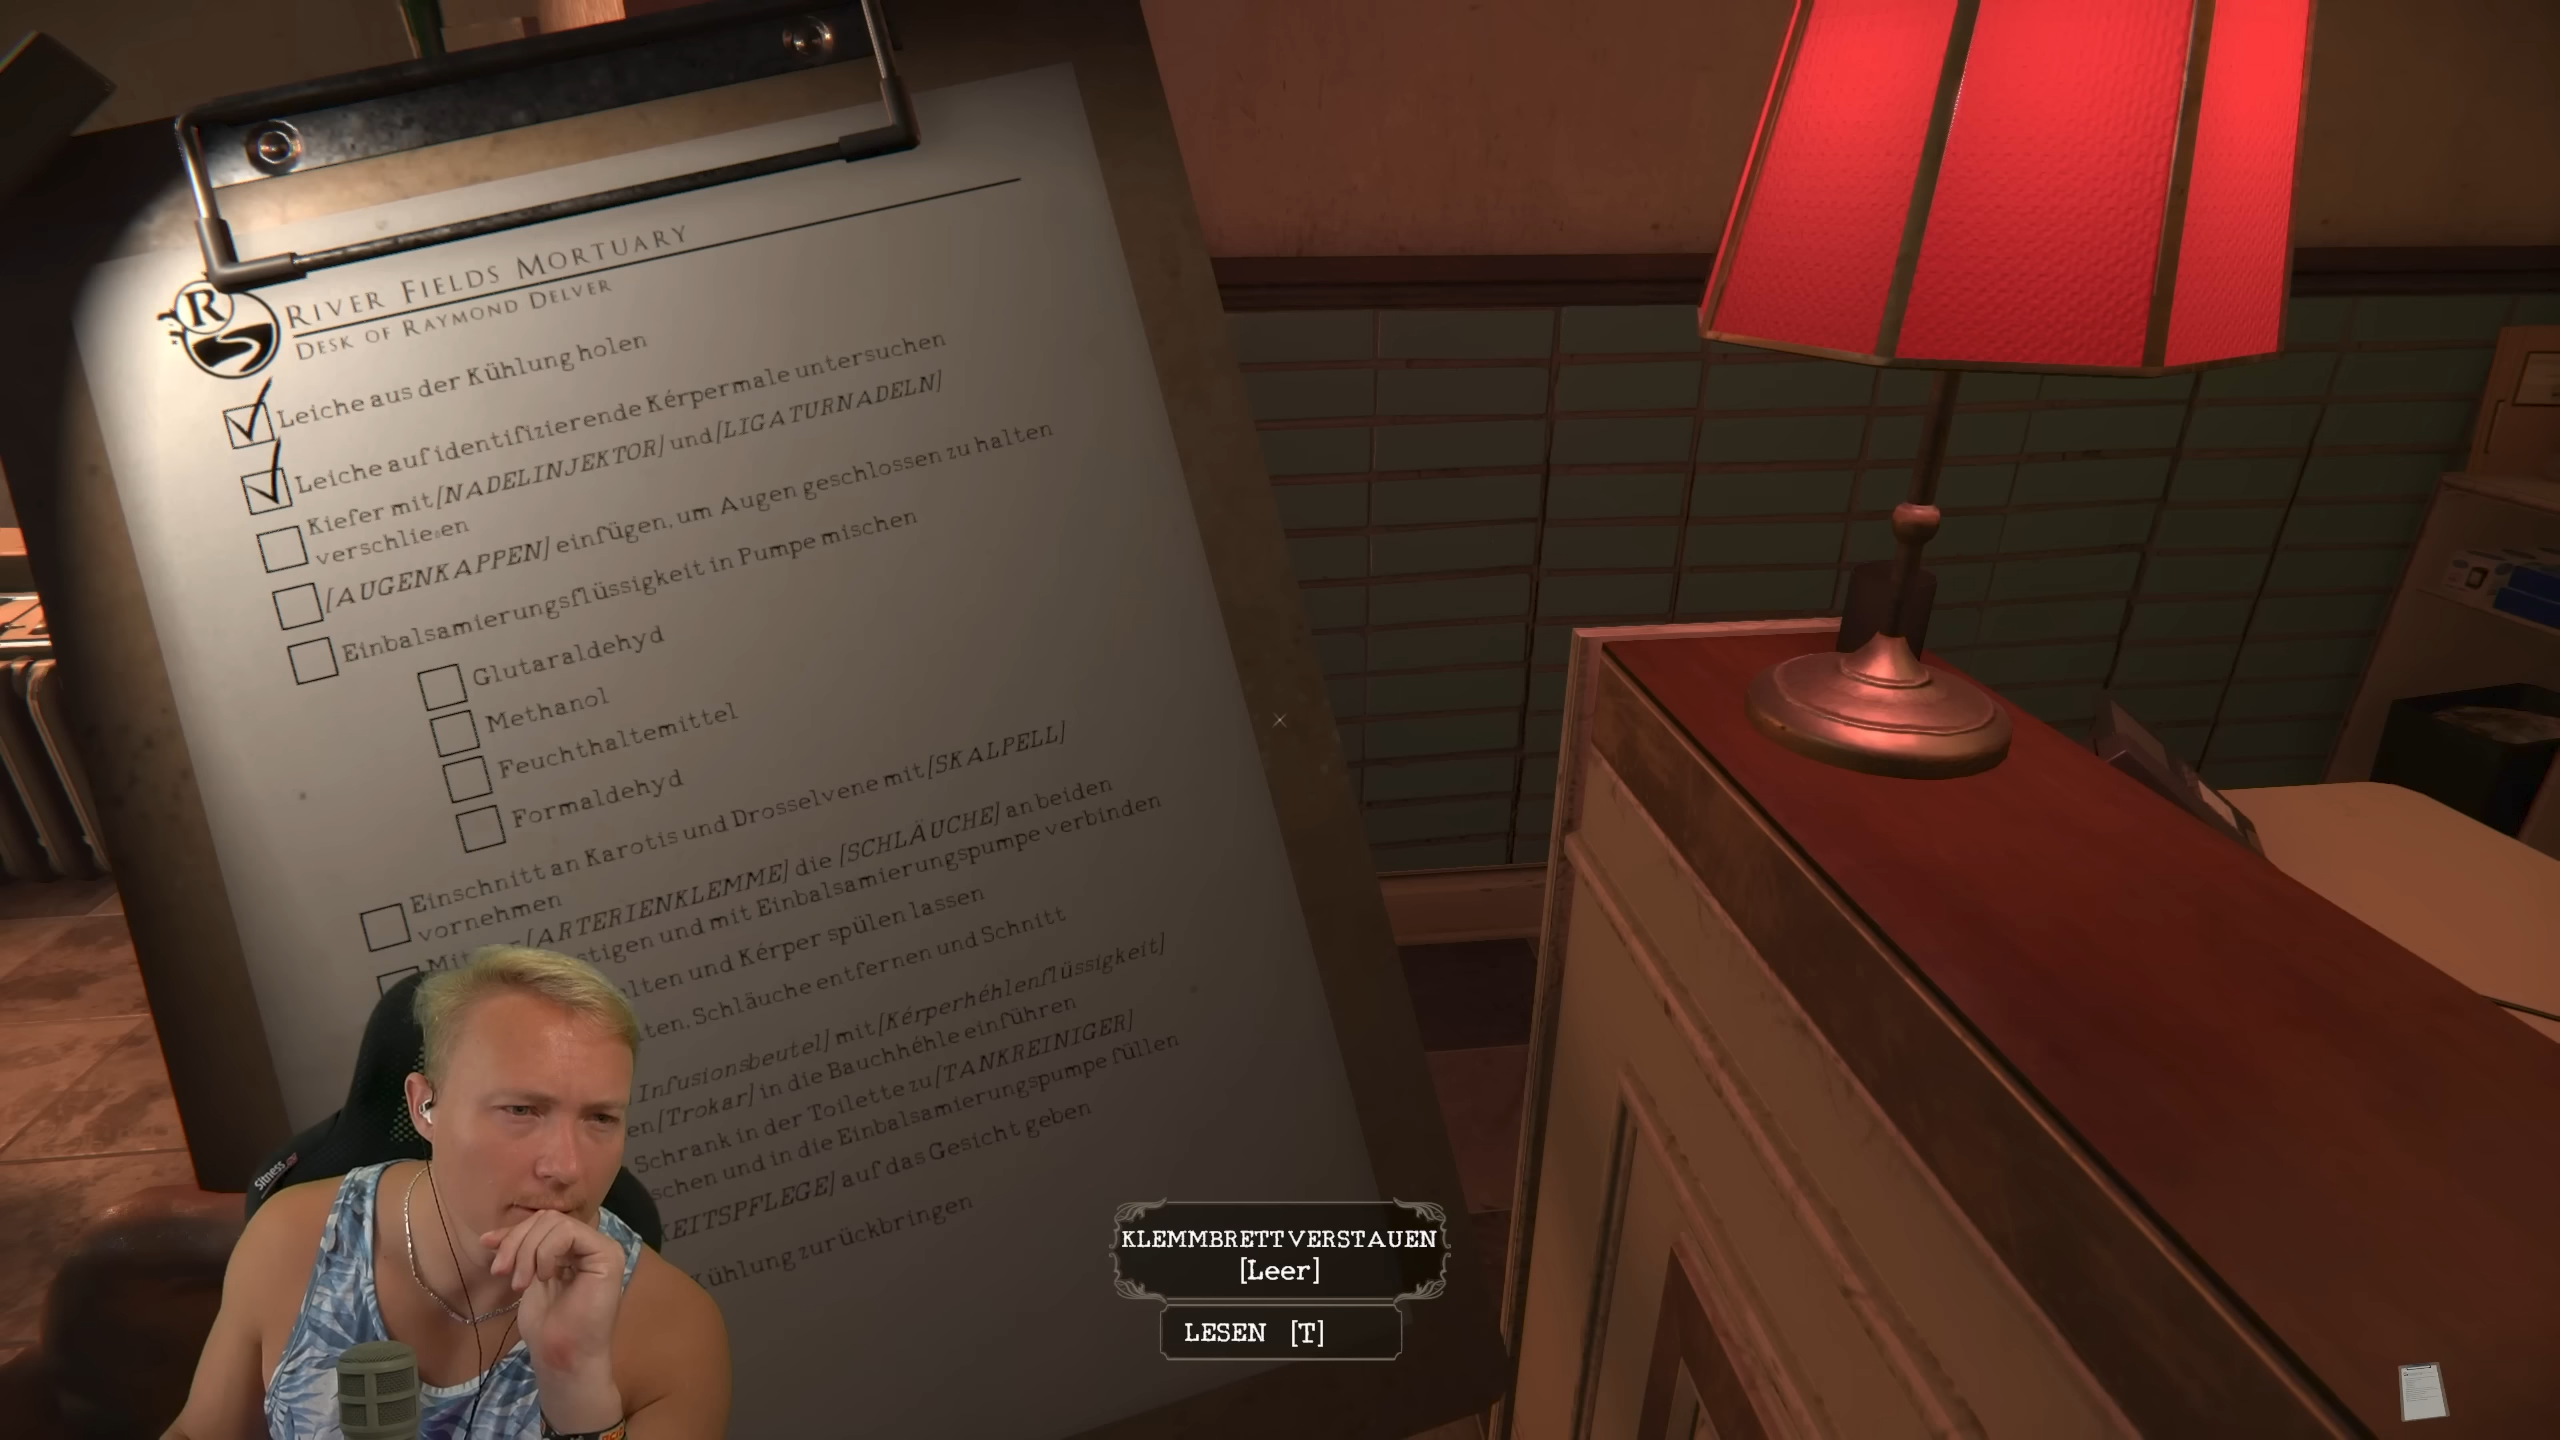 R
RIVER FIELDS MORTUARY
DESK OF RAYMOND DELVER
Leiche aus der Kühlung holen
Leiche auf identifizierende Kérpermale untersuchen
Kiefer mit [NADELINJEKTOR] und [LIGATURNADELN]
verschließen
[AUGENKAPPEN] einfügen, um Augen geschlossen zu halten
Einbalsamierungsflüssigkeit in Pumpe mischen
Glutaraldehyd
Methanol
Feuchthaltemittel
Formaldehyd
Einschnitt an Karotis und Drosselvene mit [SKALPELL]
vornehmen
[ARTERIENKLEMME] die [SCHLÄUCHE] an beiden
stigen und mit Einbalsamierungspumpe verbinden
lten und Kérper spülen lassen
ten, Schläuche entfernen und Schnitt
Infusionsbeutel] mit [Kérperhéhlenflüssigkeit]
en [Trokar] in die Bauchhéhle einführen
Schrank in der Toilette zu [TANKREINIGER]
schen und in die Einbalsamierungspumpe füllen
KEITSPFLEGE] auf das Gesicht geben
Kühlung zurückbringen
Sitness
KLEMMBRETT VERSTAUEN
[Leer]
LESEN [T]